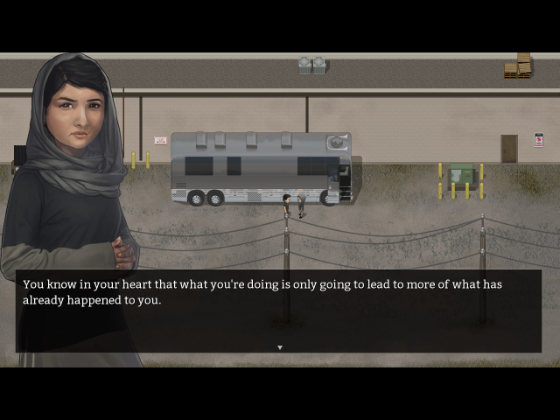 You know in your heart that what you're doing is only going to lead to more of what has
already happened to you.